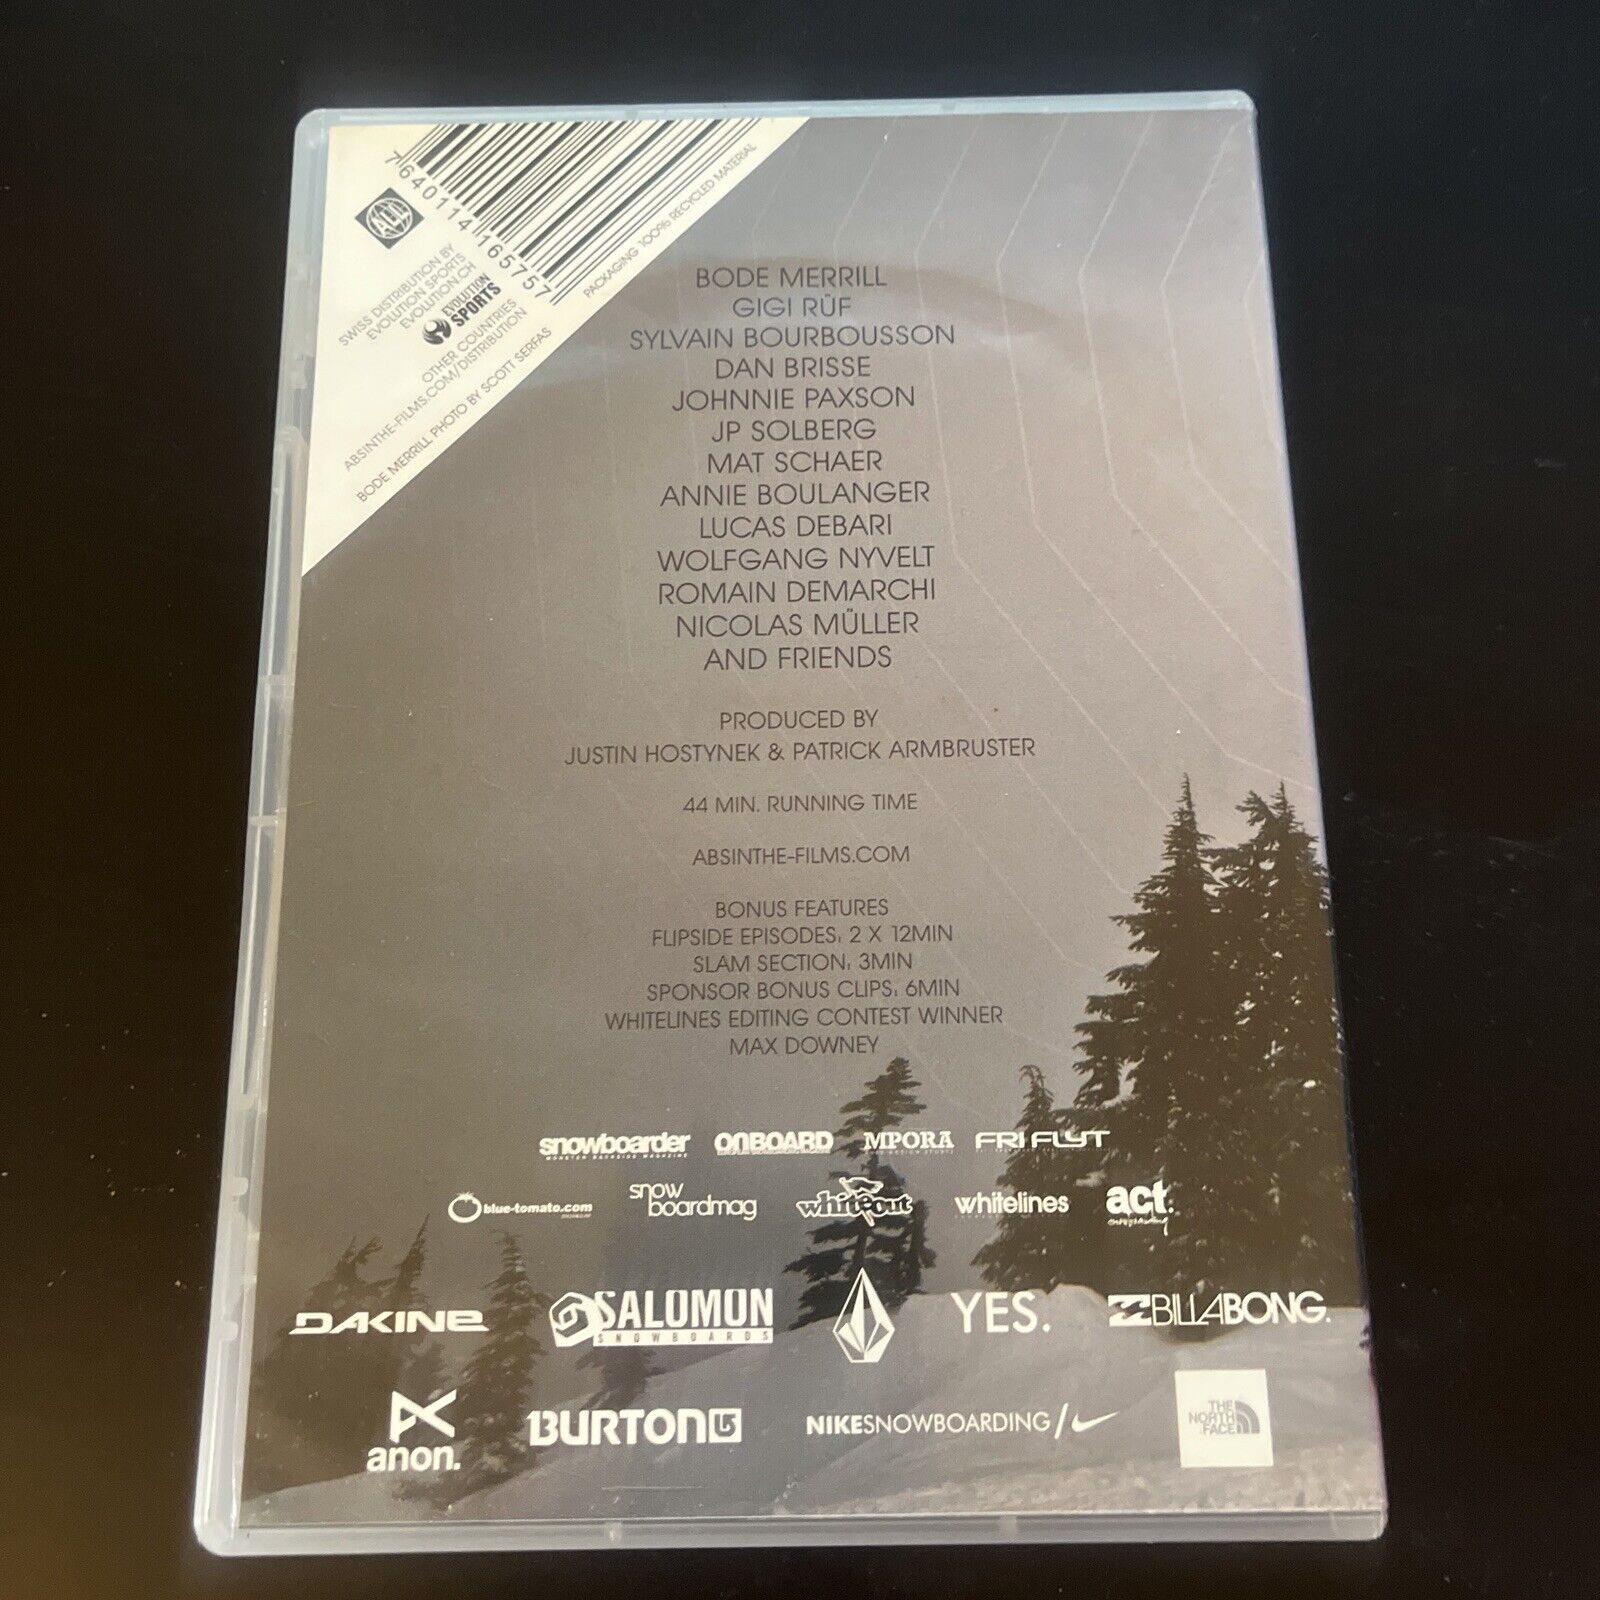 7640114165757
ALL
PACKAGING 100% RECYCLED MATERIAL
SWISS DISTRIBUTION BY
EVOLUTION SPORTS
EVOLUTION.CH
EVOLUTION
SPORTS
OTHER COUNTRIES
ABSINTHE-FILMS.COM/DISTRIBUTION
BODE MERRILL PHOTO BY SCOTT SERFAS
BODE MERRILL
GIGI RÜF
SYLVAIN BOURBOUSSON
DAN BRISSE
JOHNNIE PAXSON
JP SOLBERG
MAT SCHAER
ANNIE BOULANGER
LUCAS DEBARI
WOLFGANG NYVELT
ROMAIN DEMARCHI
NICOLAS MÜLLER
AND FRIENDS
PRODUCED BY
JUSTIN HOSTYNEK & PATRICK ARMBRUSTER
44 MIN. RUNNING TIME
ABSINTHE-FILMS.COM
BONUS FEATURES
FLIPSIDE EPISODES: 2 X 12MIN
SLAM SECTION: 3MIN
SPONSOR BONUS CLIPS: 6MIN
WHITELINES EDITING CONTEST WINNER
MAX DOWNEY
snowboarder ONBOARD MPORA FRI FLYT
MONSTER BACKSIDE MAGAZINE
blue-tomato.com snow boardmag whiteout whitelines act.
snowboarding
DAKINE SALOMON YES. BILLABONG.
SNOWBOARDS
anon. BURTON NIKESNOWBOARDING/ THE NORTH FACE